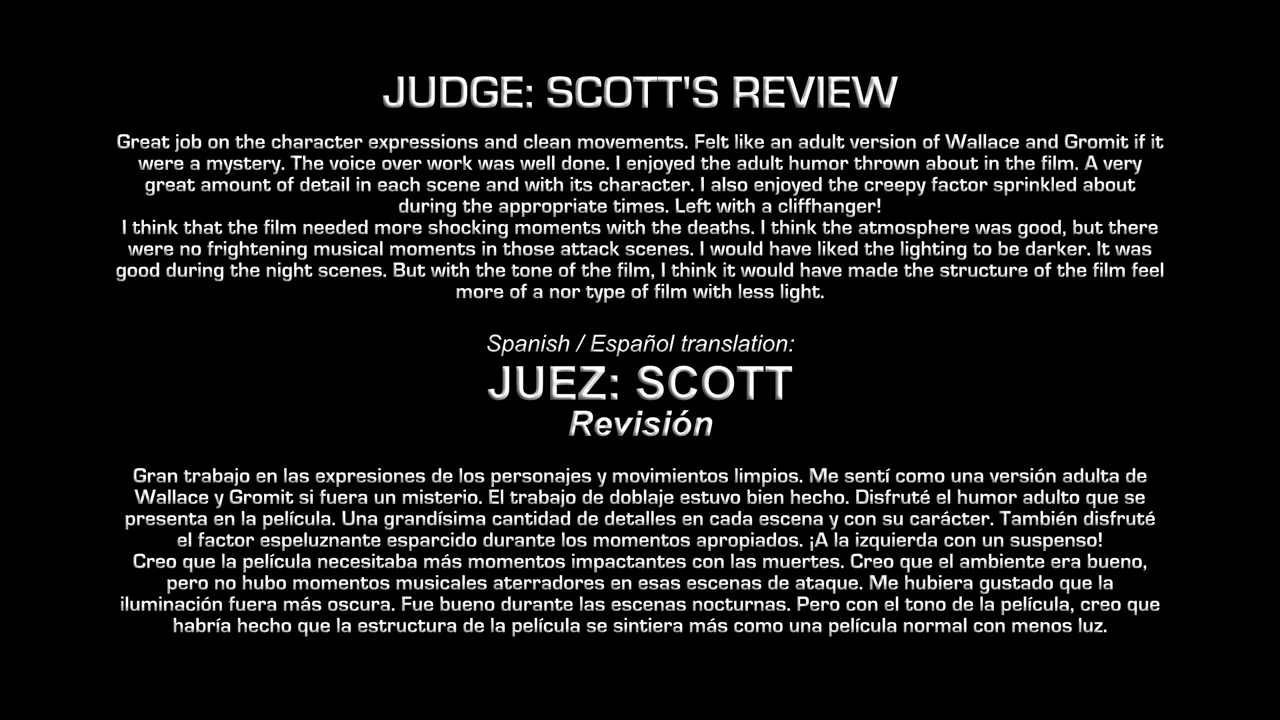 JUDGE: SCOTT'S REVIEW
Great job on the character expressions and clean movements. Felt like an adult version of Wallace and Gromit if it
were a mystery. The voice over work was well done. I enjoyed the adult humor thrown about in the film. A very
great amount of detail in each scene and with its character. I also enjoyed the creepy factor sprinkled about
during the appropriate times. Left with a cliffhanger!
I think that the film needed more shocking moments with the deaths. I think the atmosphere was good, but there
were no frightening musical moments in those attack scenes. I would have liked the lighting to be darker. It was
good during the night scenes. But with the tone of the film, I think it would have made the structure of the film feel
more of a nor type of film with less light.
Spanish / Español translation:
JUEZ: SCOTT
Revisión
Gran trabajo en las expresiones de los personajes y movimientos limpios. Me sentí como una versión adulta de
Wallace y Gromit si fuera un misterio. El trabajo de doblaje estuvo bien hecho. Disfruté el humor adulto que se
presenta en la película. Una grandísima cantidad de detalles en cada escena y con su carácter. También disfruté
el factor espeluznante esparcido durante los momentos apropiados. ¡A la izquierda con un suspenso!
Creo que la película necesitaba más momentos impactantes con las muertes. Creo que el ambiente era bueno,
pero no hubo momentos musicales aterradores en esas escenas de ataque. Me hubiera gustado que la
iluminación fuera más oscura. Fue bueno durante las escenas nocturnas. Pero con el tono de la película, creo que
habría hecho que la estructura de la película se sintiera más como una película normal con menos luz.